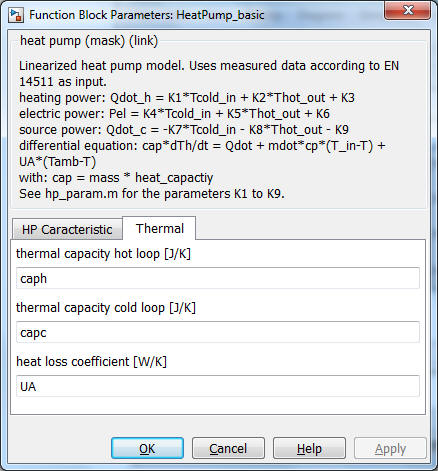 Function Block Parameters: HeatPump_basic
heat pump (mask) (link)
Linearized heat pump model. Uses measured data according to EN
14511 as input.
heating power: Qdot_h = K1*Tcold_in + K2*Thot_out + K3
electric power: Pel = K4*Tcold_in + K5*Thot_out + K6
source power: Qdot_c = -K7*Tcold_in - K8*Thot_out - K9
differential equation: cap*dTh/dt = Qdot + mdot*cp*(T_in-T) +
UA*(Tamb-T)
with: cap = mass * heat_capactiy
See hp_param.m for the parameters K1 to K9.
HP Caracteristic Thermal
thermal capacity hot loop [J/K]
caph
thermal capacity cold loop [J/K]
capc
heat loss coefficient [W/K]
UA
OK Cancel Help Apply